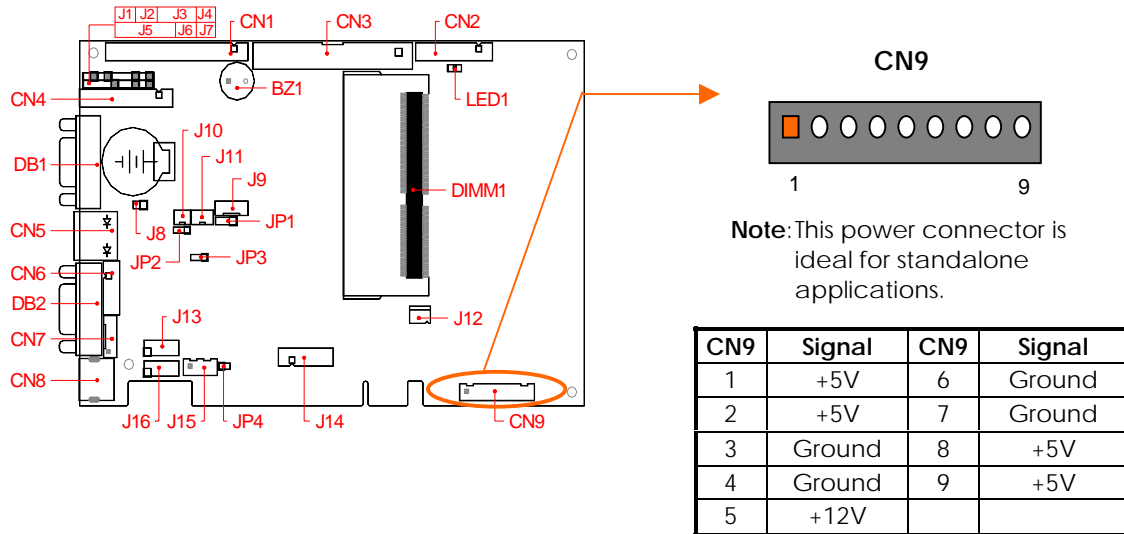 J1 J2 J3 J4
J5 J6 J7
CN1
CN3
CN2
CN4
BZ1
LED1
J10
J11
DB1
J9
DIMM1
J8
JP1
CN5
JP2
JP3
CN6
DB2
CN7
J13
J12
CN8
J16
J15
JP4
J14
CN9
CN9
1 9
Note: This power connector is
ideal for standalone
applications.
CN9 Signal CN9 Signal
1 +5V 6 Ground
2 +5V 7 Ground
3 Ground 8 +5V
4 Ground 9 +5V
5 +12V